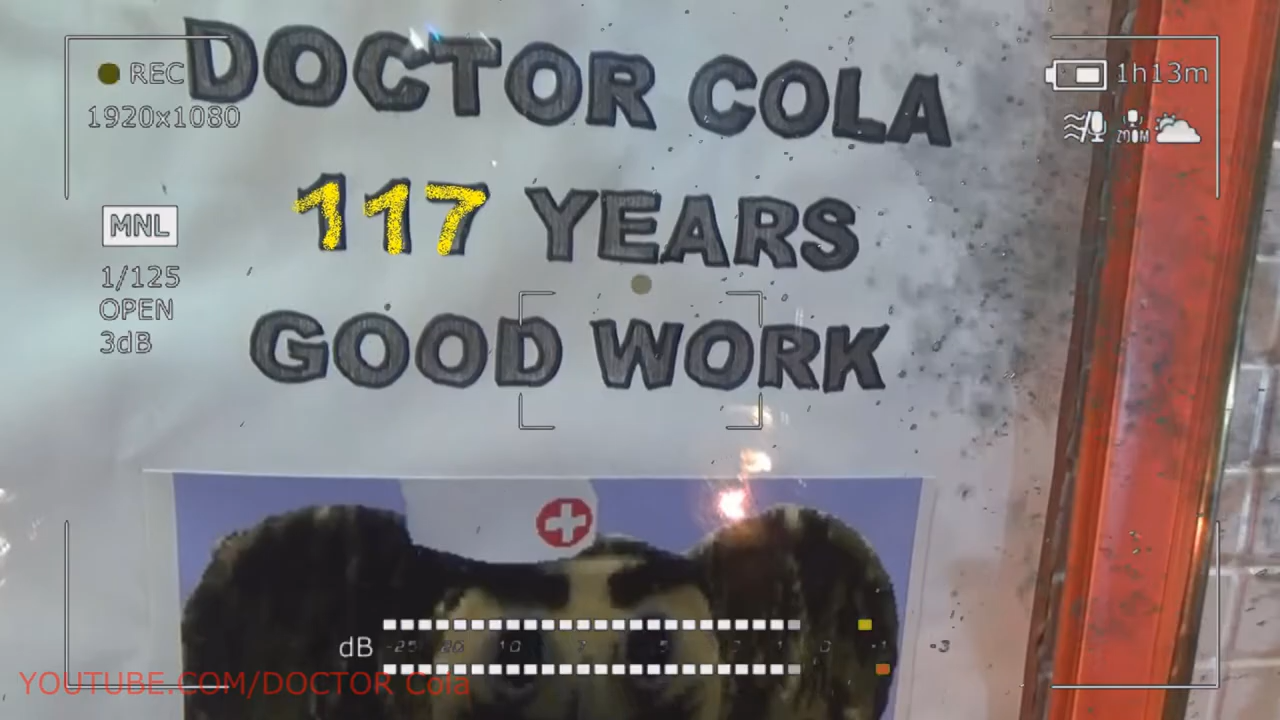 DOCTOR COLA
REC
1h13m
1920x1080
ZOOM
117 YEARS
MNL
1/125
OPEN
3dB
GOOD WORK
dB
YOUTUBE.COM/DOCTOR Cola